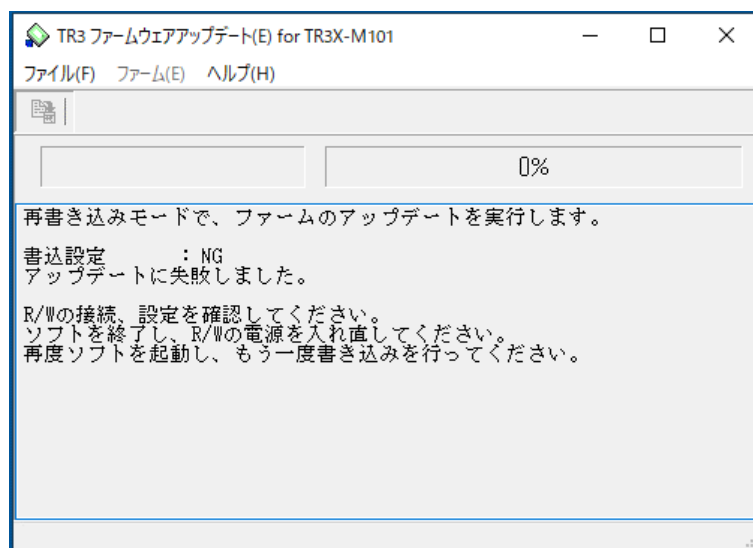 TR3 ファームウェアアップデート(E) for TR3X-M101
ファイル(F) ファーム(E) ヘルプ(H)
0%
再書き込みモードで、ファームのアップデートを実行します。
書込設定 : NG
アップデートに失敗しました。
R/Wの接続、設定を確認してください。
ソフトを終了し、R/Wの電源を入れ直してください。
再度ソフトを起動し、もう一度書き込みを行ってください。